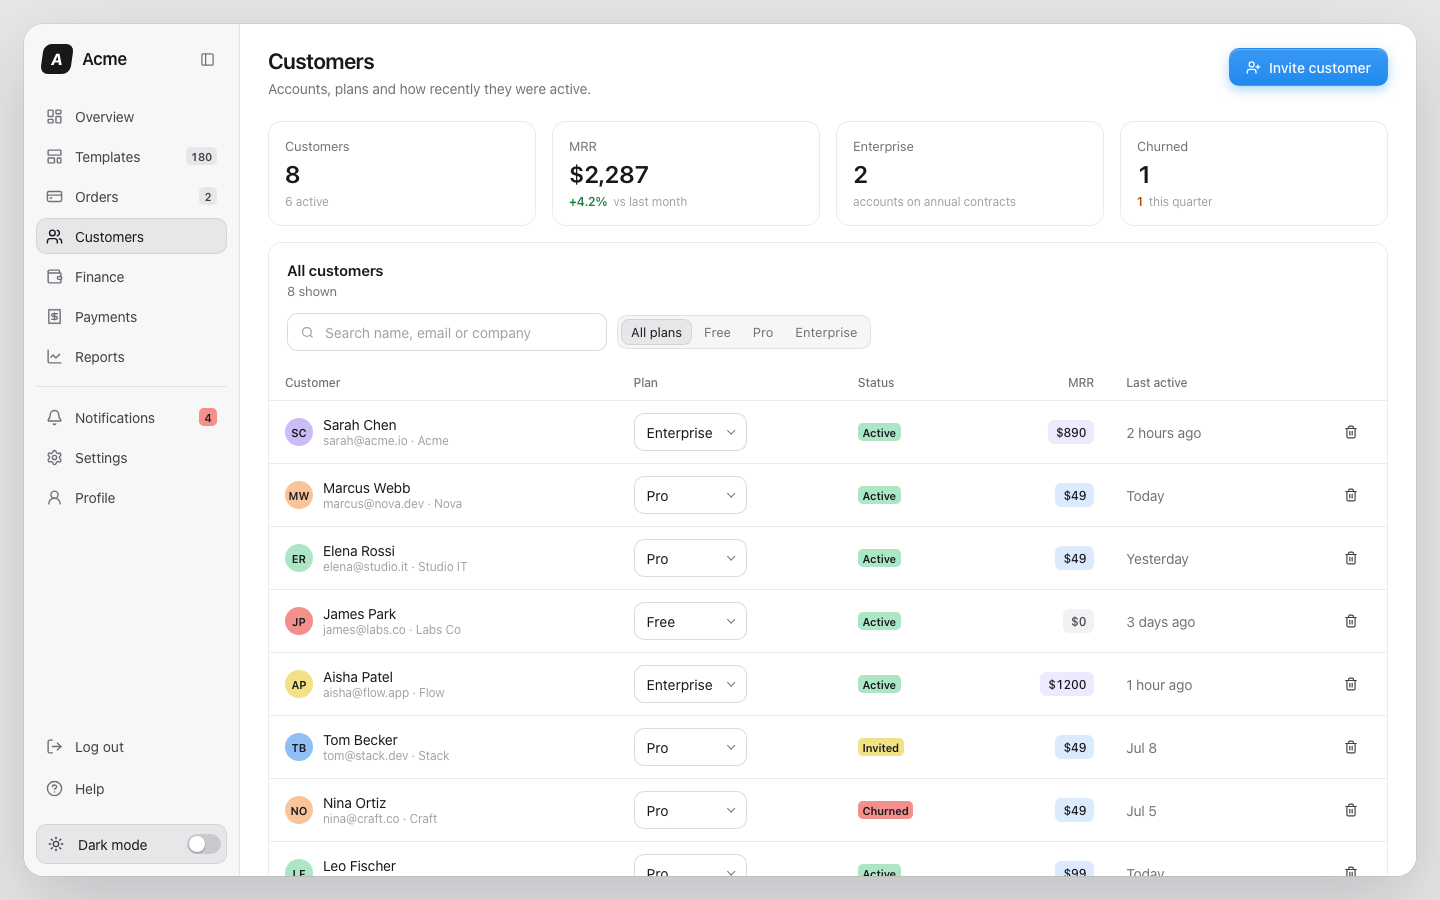 A Acme
Overview
Templates 180
Orders 2
Customers
Finance
Payments
Reports
Notifications 4
Settings
Profile
Log out
Help
Dark mode
Customers
Accounts, plans and how recently they were active.
Invite customer
Customers
8
6 active
MRR
$2,287
+4.2% vs last month
Enterprise
2
accounts on annual contracts
Churned
1
1 this quarter
All customers
8 shown
Search name, email or company
All plans Free Pro Enterprise
Customer Plan Status MRR Last active
SC Sarah Chen Enterprise Active $890 2 hours ago
sarah@acme.io · Acme
MW Marcus Webb Pro Active $49 Today
marcus@nova.dev · Nova
ER Elena Rossi Pro Active $49 Yesterday
elena@studio.it · Studio IT
JP James Park Free Active $0 3 days ago
james@labs.co · Labs Co
AP Aisha Patel Enterprise Active $1200 1 hour ago
aisha@flow.app · Flow
TB Tom Becker Pro Invited $49 Jul 8
tom@stack.dev · Stack
NO Nina Ortiz Pro Churned $49 Jul 5
nina@craft.co · Craft
LF Leo Fischer Pro Active $99 Today